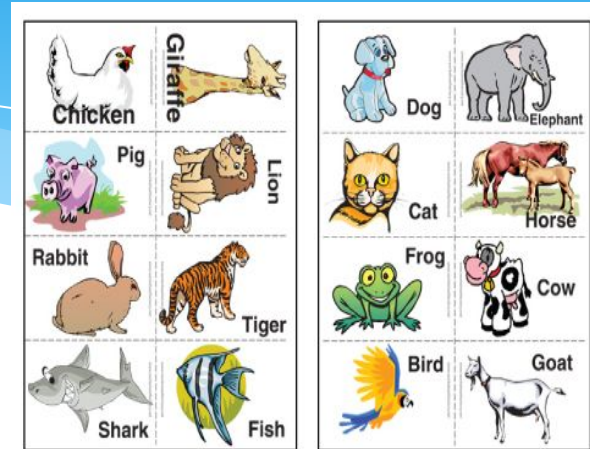 Chicken
Giraffe
Pig
Lion
Rabbit
Tiger
Shark
Fish
Dog
Elephant
Cat
Horse
Frog
Cow
Bird
Goat